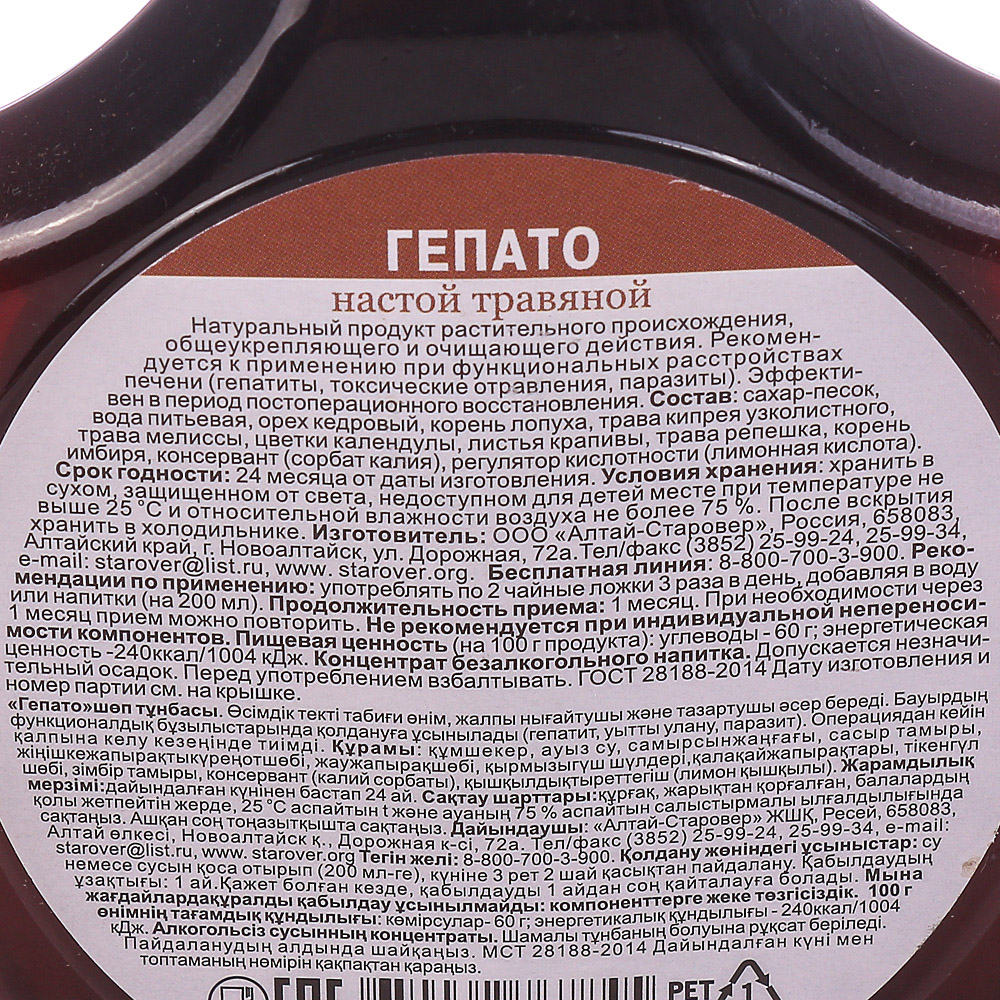 ГЕПАТО
настой травяной
Натуральный продукт растительного происхождения,
общеукрепляющего и очищающего действия. Рекомен-
дуется к применению при функциональных расстройствах
печени (гепатиты, токсические отравления, паразиты). Эффекти-
вен в период постоперационного восстановления. Состав: сахар-песок,
вода питьевая, орех кедровый, корень лопуха, трава кипрея узколистного,
трава мелиссы, цветки календулы, листья крапивы, трава репешка, корень
имбиря, консервант (сорбат калия), регулятор кислотности (лимонная кислота).
Срок годности: 24 месяца от даты изготовления. Условия хранения: хранить в
сухом, защищенном от света, недоступном для детей месте при температуре не
выше 25 °С и относительной влажности воздуха не более 75 %. После вскрытия
хранить в холодильнике. Изготовитель: ООО «Алтай-Старовер», Россия, 658083,
Алтайский край, г. Новоалтайск, ул. Дорожная, 72а.Тел/факс (3852) 25-99-24, 25-99-34,
e-mail: starover@list.ru, www. starover.org. Бесплатная линия: 8-800-700-3-900. Реко-
мендации по применению: употреблять по 2 чайные ложки 3 раза в день, добавляя в воду
или напитки (на 200 мл). Продолжительность приема: 1 месяц. При необходимости через
1 месяц прием можно повторить. Не рекомендуется при индивидуальной непереноси-
мости компонентов. Пищевая ценность (на 100 г продукта): углеводы - 60 г; энергетическая
ценность -240ккал/1004 кДж. Концентрат безалкогольного напитка. Допускается незначи-
тельный осадок. Перед употреблением взбалтывать. ГОСТ 28188-2014 Дату изготовления и
номер партии см. на крышке.
«Гепато»шөп тұнбасы. Өсімдік текті табиғи өнім, жалпы нығайтушы және тазартушы әсер береді. Бауырдың
функционалдық бұзылыстарында қолдануға ұсынылады (гепатит, уытты улану, паразит). Операциядан кейін
қалпына келу кезеңінде тиімді. Құрамы: құмшекер, ауыз су, самырсынжаңғағы, сасыр тамыры,
жіңішкежапырақтыкүреңотшөбі, жаужапырақшөбі, қырмызыгүл шүлдері,қалақайжапырақтары, тікенгүл
шөбі, зімбір тамыры, консервант (калий сорбаты), қышқылдықтыреттегіш (лимон қышқылы). Жарамдылық
мерзімі:дайындалған күнінен бастап 24 ай. Сақтау шарттары:құрғақ, жарықтан қорғалған, балалардың
қолы жетпейтін жерде, 25 °С аспайтын t және ауаның 75 % аспайтын салыстырмалы ылғалдылығында
сақтаңыз. Ашқан соң тоңазытқышта сақтаңыз. Дайындаушы: «Алтай-Старовер» ЖШҚ, Ресей, 658083,
Алтай өлкесі, Новоалтайск қ., Дорожная к-сі, 72а. Тел/факс (3852) 25-99-24, 25-99-34, e-mail:
starover@list.ru, www. starover.org Тегін желі: 8-800-700-3-900. Қолдану жөніндегі ұсыныстар: су
немесе сусын қоса отырып (200 мл-ге), күніне 3 рет 2 шай қасықтан пайдалану. Қабылдаудың
ұзақтығы: 1 ай.Қажет болған кезде, қабылдауды 1 айдан соң қайталауға болады. Мына
жағдайлардақұралды қабылдау ұсынылмайды: компоненттерге жеке төзгісіздік. 100 г
өнімнің тағамдық құндылығы: көмірсулар- 60 г; энергетикалық құндылығы - 240ккал/1004
кДж. Алкогольсіз сусынның концентраты. Шамалы тұнбаның болуына рұқсат беріледі.
Пайдаланудың алдында шайқаңыз. МСТ 28188-2014 Дайындалған күні мен
топтаманың нөмірін қақпақтан қараңыз.
EAC PET 1